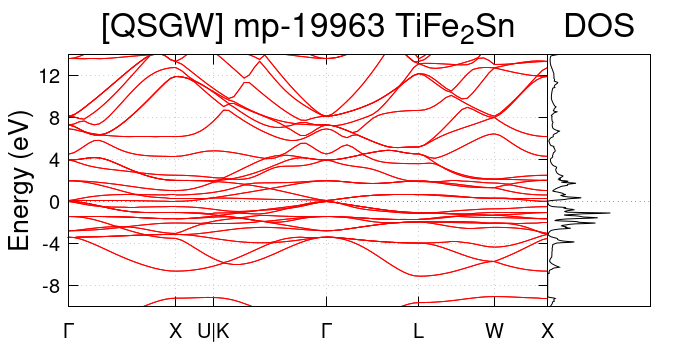 [QSGW] mp-19963 TiFe₂Sn DOS
Energy (eV)
12
8
4
0
-4
-8
Γ X U|K Γ L W X